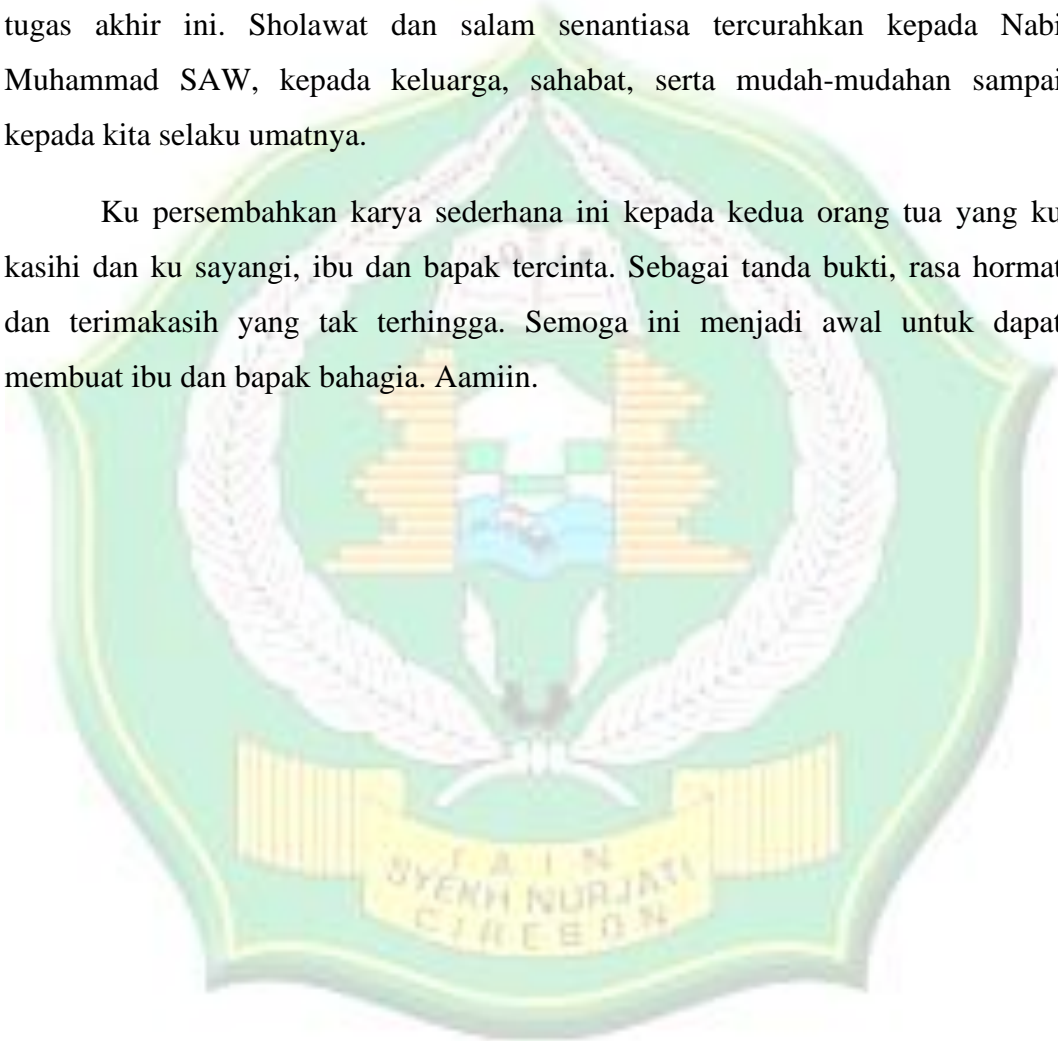 tugas akhir ini. Sholawat dan salam senantiasa tercurahkan kepada Nabi
Muhammad SAW, kepada keluarga, sahabat, serta mudah-mudahan sampai
kepada kita selaku umatnya.
Ku persembahkan karya sederhana ini kepada kedua orang tua yang ku
kasihi dan ku sayangi, ibu dan bapak tercinta. Sebagai tanda bukti, rasa hormat
dan terimakasih yang tak terhingga. Semoga ini menjadi awal untuk dapat
membuat ibu dan bapak bahagia. Aamiin.
IAIN
SYEKH NURJATI
CIREBON